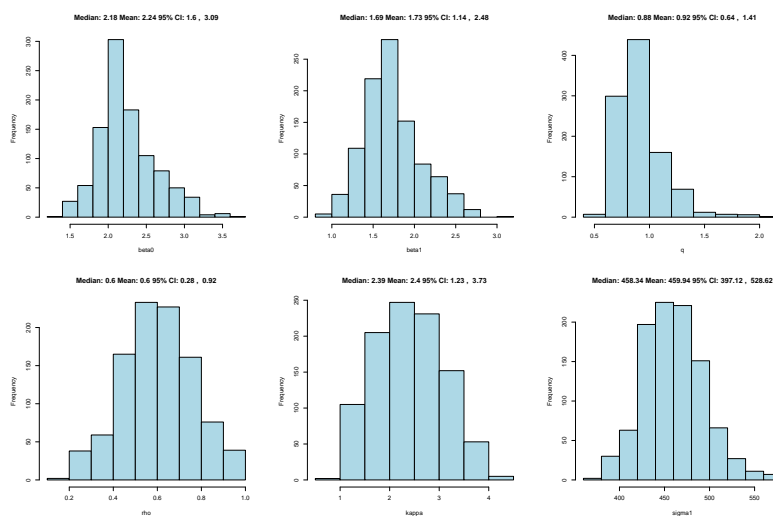 Median: 2.18 Mean: 2.24 95% CI: 1.6 , 3.09
Frequency
0 50 100 150 200 250 300
1.5 2.0 2.5 3.0 3.5
beta0
Median: 1.69 Mean: 1.73 95% CI: 1.14 , 2.48
Frequency
0 50 100 150 200 250
1.0 1.5 2.0 2.5 3.0
beta1
Median: 0.88 Mean: 0.92 95% CI: 0.64 , 1.41
Frequency
0 100 200 300 400
0.5 1.0 1.5 2.0
q
Median: 0.6 Mean: 0.6 95% CI: 0.28 , 0.92
Frequency
0 50 100 150 200
0.2 0.4 0.6 0.8 1.0
rho
Median: 2.39 Mean: 2.4 95% CI: 1.23 , 3.73
Frequency
0 50 100 150 200
1 2 3 4
kappa
Median: 458.34 Mean: 459.94 95% CI: 397.12 , 528.62
Frequency
0 50 100 150 200
400 450 500 550
sigma1